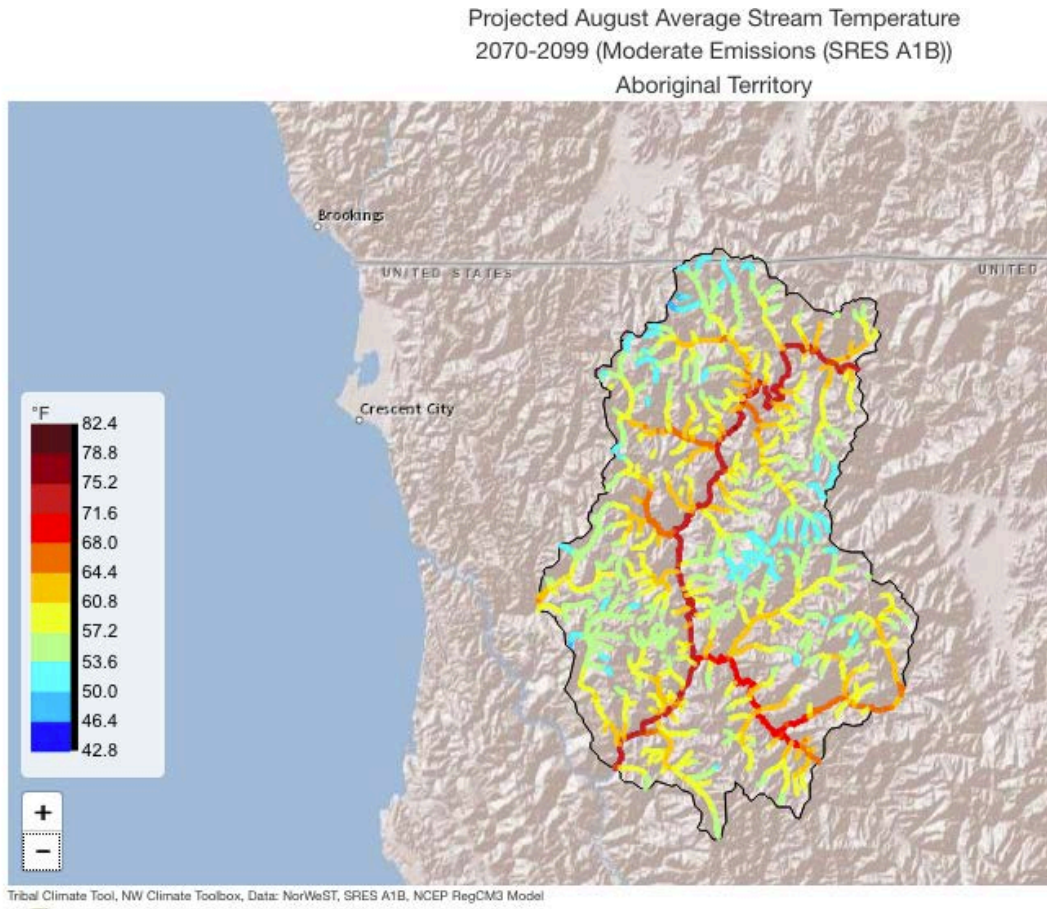 Projected August Average Stream Temperature
2070-2099 (Moderate Emissions (SRES A1B))
Aboriginal Territory
Brookings
UNITED STATES
UNITED
Crescent City
°F
82.4
78.8
75.2
71.6
68.0
64.4
60.8
57.2
53.6
50.0
46.4
42.8
+
−
Tribal Climate Tool, NW Climate Toolbox, Data: NorWeST, SRES A1B, NCEP RegCM3 Model